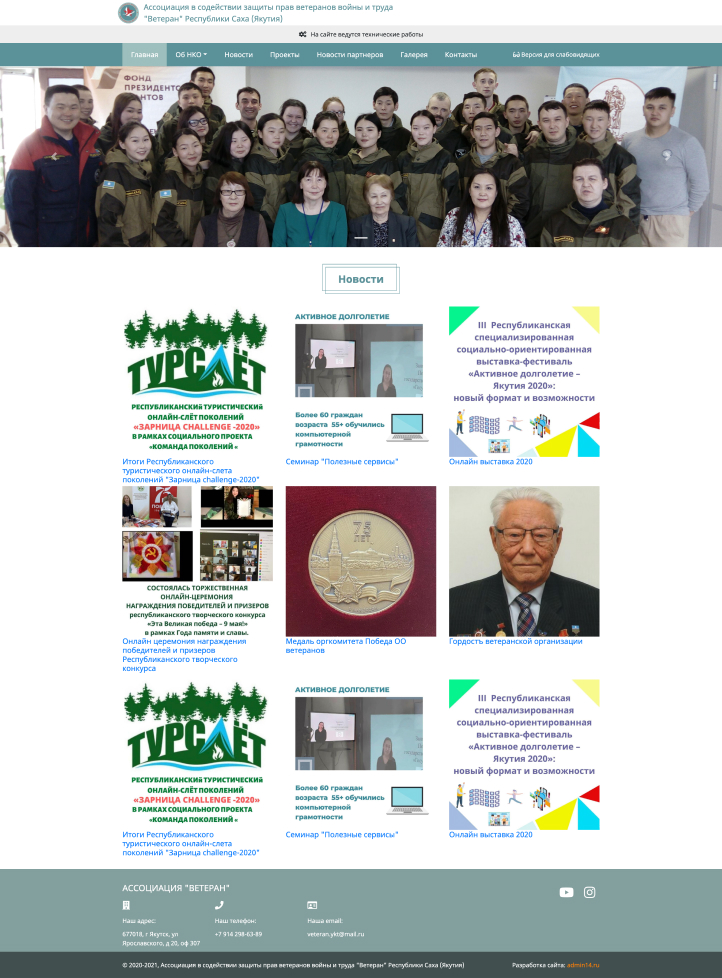 Ассоциация в содействии защиты прав ветеранов войны и труда
"Ветеран" Республики Саха (Якутия)
На сайте ведутся технические работы
Главная Об НКО Новости Проекты Новости партнеров Галерея Контакты Версия для слабовидящих
ФОНД
Новости
ТУРСЛЁТ
РЕСПУБЛИКАНСКИЙ ТУРИСТИЧЕСКИЙ
ОНЛАЙН-СЛЁТ ПОКОЛЕНИЙ
«ЗАРНИЦА CHALLENGE -2020»
В РАМКАХ СОЦИАЛЬНОГО ПРОЕКТА
«КОМАНДА ПОКОЛЕНИЙ «
Итоги Республиканского
туристического онлайн-слета
поколений "Зарница challenge-2020"
АКТИВНОЕ ДОЛГОЛЕТИЕ
Более 60 граждан
возраста 55+ обучились
компьютерной
грамотности
Семинар "Полезные сервисы"
III Республиканская
специализированная
социально-ориентированная
выставка-фестиваль
«Активное долголетие –
Якутия 2020»:
новый формат и возможности
Онлайн выставка 2020
СОСТОЯЛАСЬ ТОРЖЕСТВЕННАЯ
ОНЛАЙН-ЦЕРЕМОНИЯ
НАГРАЖДЕНИЯ ПОБЕДИТЕЛЕЙ И ПРИЗЕРОВ
республиканского творческого конкурса
«Эта Великая победа – 9 мая!»
в рамках Года памяти и славы.
Онлайн церемония награждения
победителей и призеров
Республиканского творческого
конкурса
75
ЛЕТ
Медаль оргкомитета Победа ОО
ветеранов
Гордость ветеранской организации
ТУРСЛЁТ
РЕСПУБЛИКАНСКИЙ ТУРИСТИЧЕСКИЙ
ОНЛАЙН-СЛЁТ ПОКОЛЕНИЙ
«ЗАРНИЦА CHALLENGE -2020»
В РАМКАХ СОЦИАЛЬНОГО ПРОЕКТА
«КОМАНДА ПОКОЛЕНИЙ «
Итоги Республиканского
туристического онлайн-слета
поколений "Зарница challenge-2020"
АКТИВНОЕ ДОЛГОЛЕТИЕ
Более 60 граждан
возраста 55+ обучились
компьютерной
грамотности
Семинар "Полезные сервисы"
III Республиканская
специализированная
социально-ориентированная
выставка-фестиваль
«Активное долголетие –
Якутия 2020»:
новый формат и возможности
Онлайн выставка 2020
АССОЦИАЦИЯ "ВЕТЕРАН"
Наш адрес:
677018, г Якутск, ул
Ярославского, д 20, оф 307
Наш телефон:
+7 914 298-63-89
Наша email:
veteran.ykt@mail.ru
© 2020-2021, Ассоциация в содействии защиты прав ветеранов войны и труда "Ветеран" Республики Саха (Якутия) Разработка сайта: admin14.ru